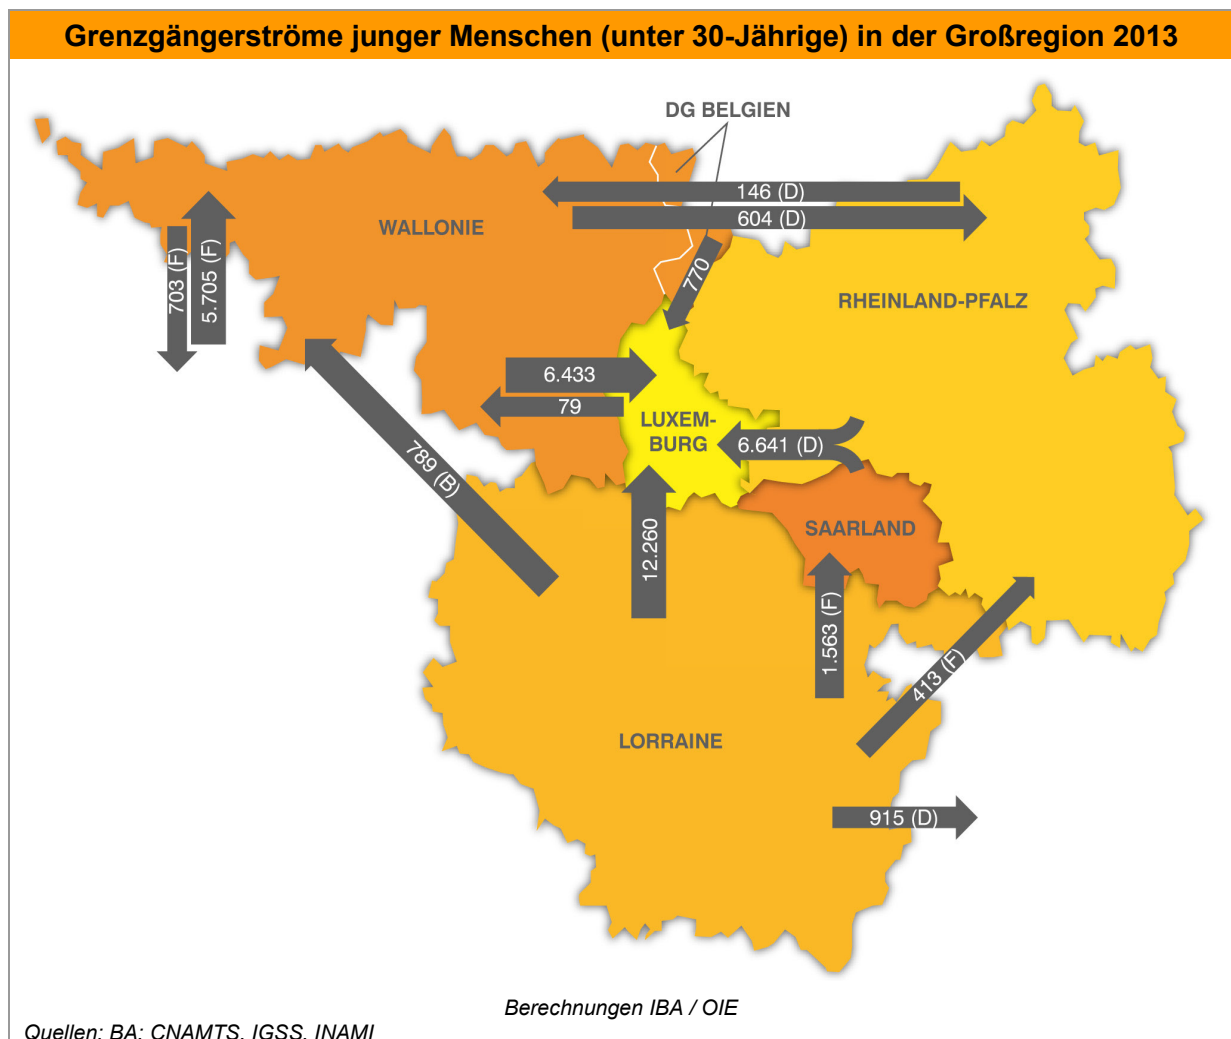 Grenzgängerströme junger Menschen (unter 30-Jährige) in der Großregion 2013
DG BELGIEN
146 (D)
604 (D)
WALLONIE
703 (F)
5.705 (F)
770
RHEINLAND-PFALZ
6.433
79
LUXEM-
BURG
6.641 (D)
789 (B)
SAARLAND
12.260
1.563 (F)
413 (F)
LORRAINE
915 (D)
Berechnungen IBA / OIE
Quellen: BA; CNAMTS, IGSS, INAMI